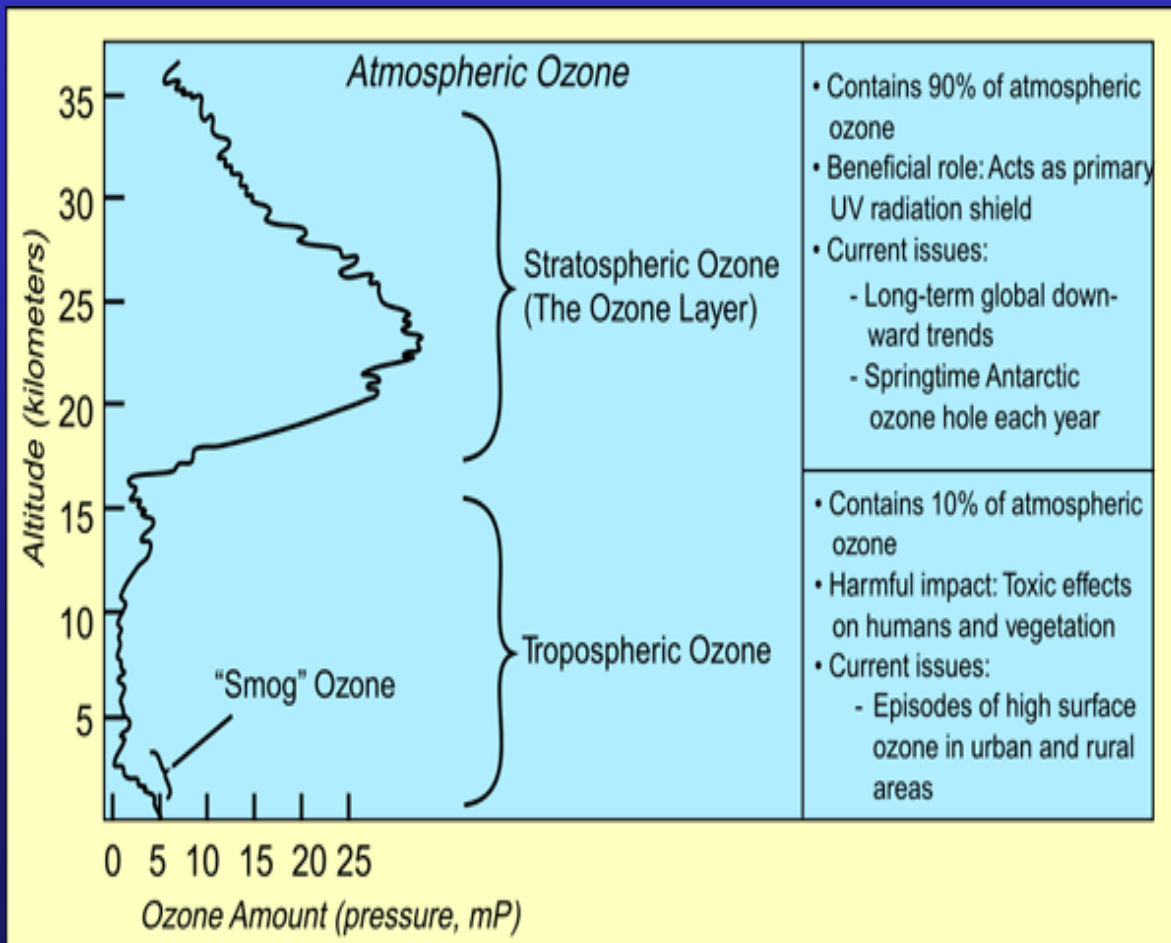 Atmospheric Ozone
Altitude (kilometers)
35
30
25
20
15
10
5
Stratospheric Ozone
(The Ozone Layer)
Tropospheric Ozone
“Smog” Ozone
0 5 10 15 20 25
Ozone Amount (pressure, mP)
• Contains 90% of atmospheric
ozone
• Beneficial role: Acts as primary
UV radiation shield
• Current issues:
- Long-term global down-
ward trends
- Springtime Antarctic
ozone hole each year
• Contains 10% of atmospheric
ozone
• Harmful impact: Toxic effects
on humans and vegetation
• Current issues:
- Episodes of high surface
ozone in urban and rural
areas